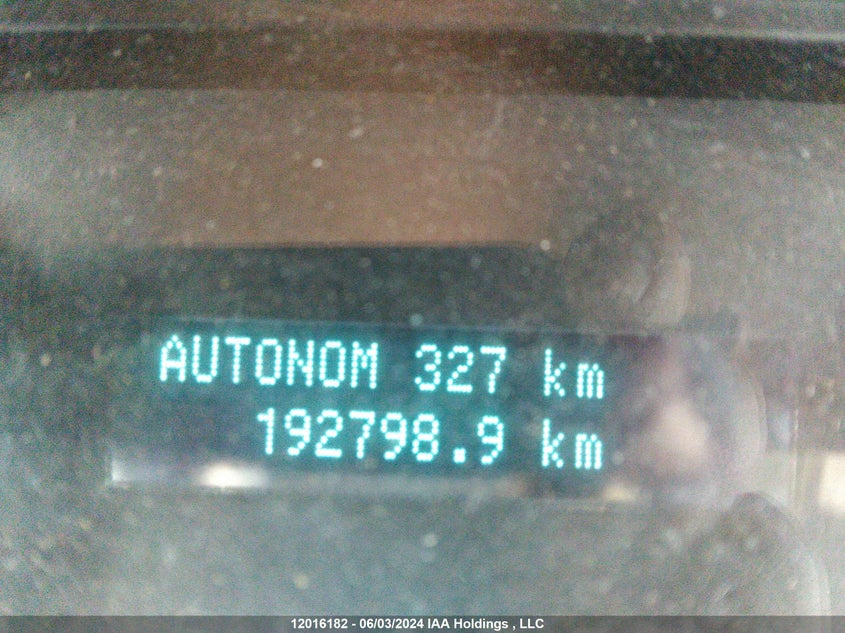 AUTONOM 327 km
192798.9 km
12016182 - 06/03/2024 IAA Holdings , LLC